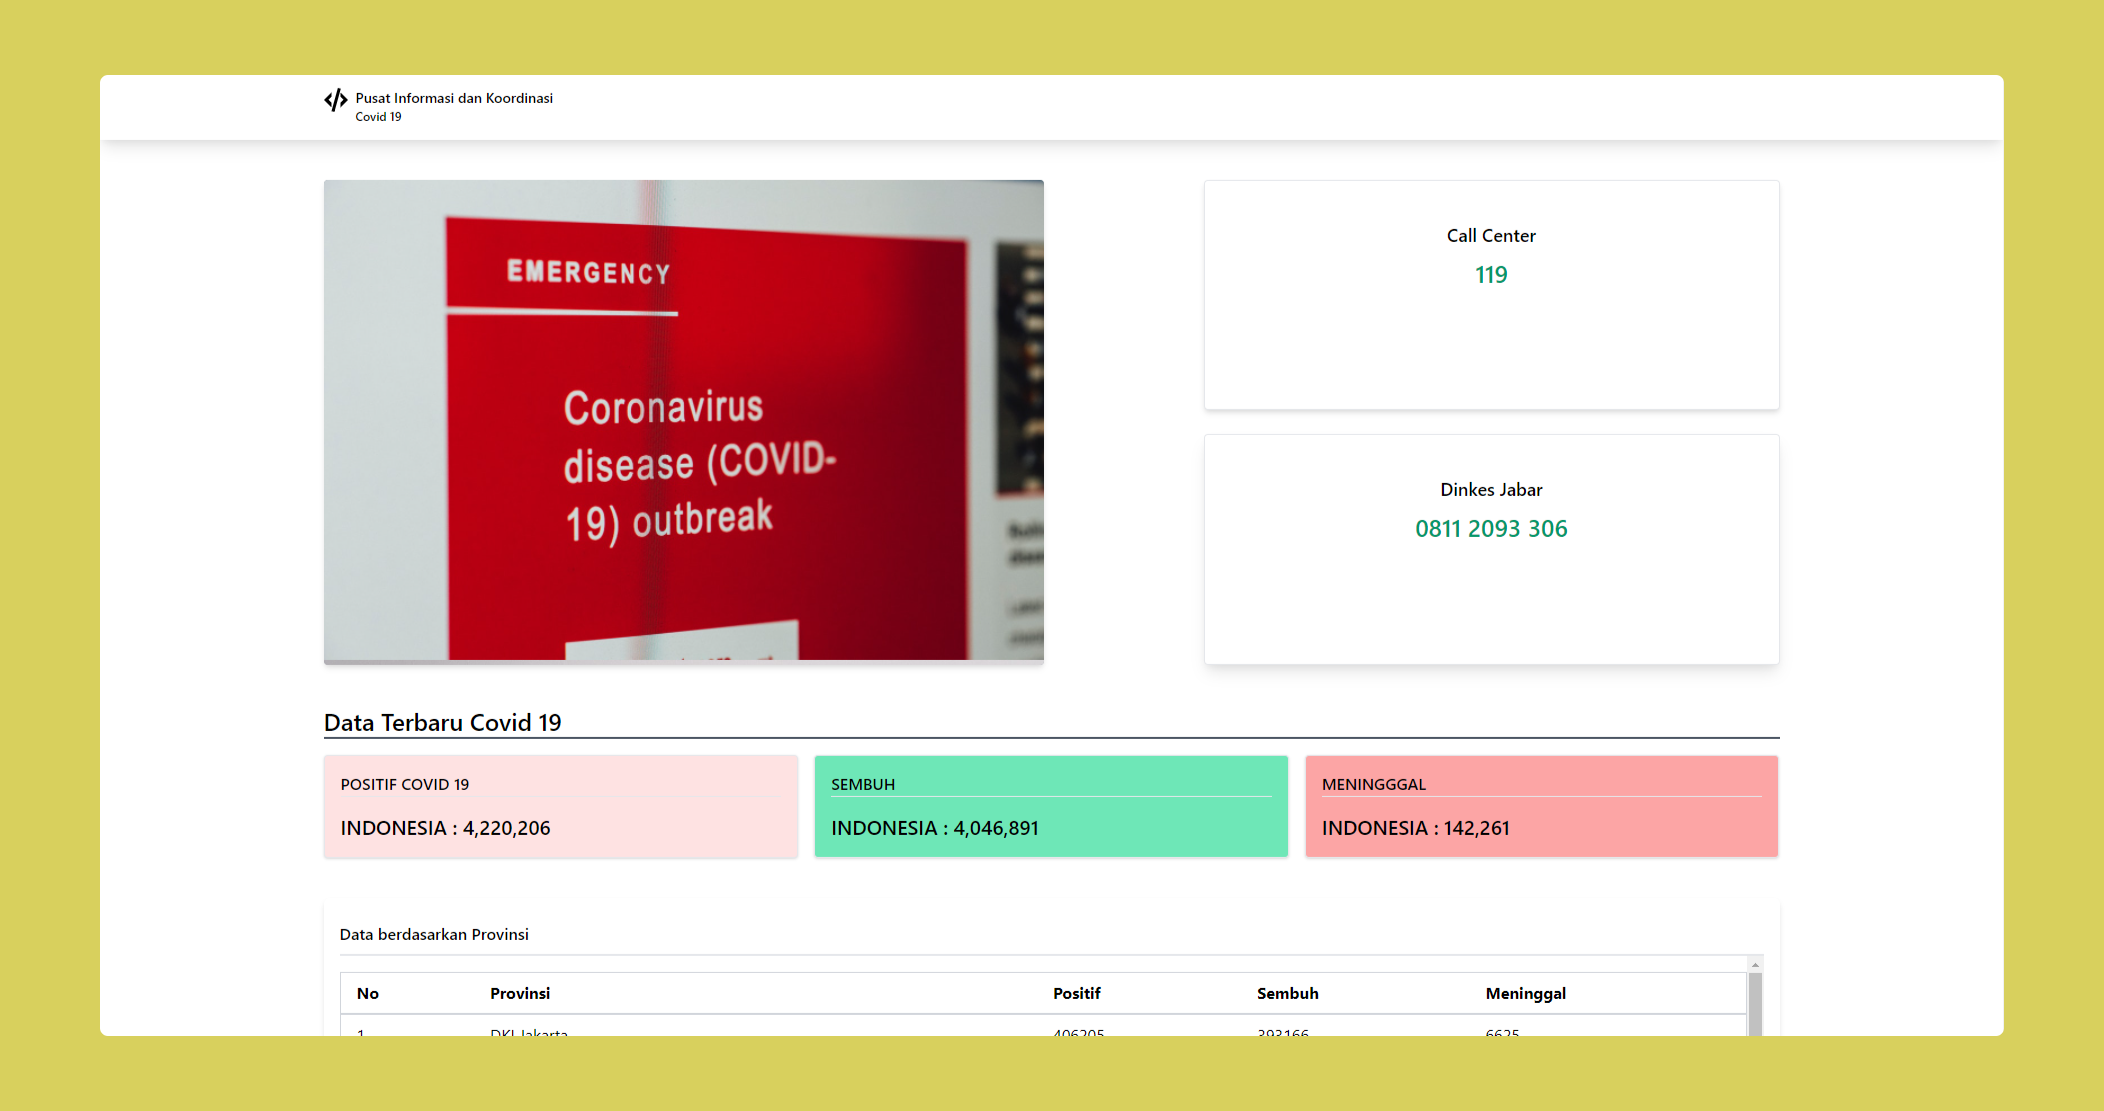 Pusat Informasi dan Koordinasi
Covid 19
EMERGENCY
Coronavirus
disease (COVID-
19) outbreak
Call Center
119
Dinkes Jabar
0811 2093 306
Data Terbaru Covid 19
POSITIF COVID 19
INDONESIA : 4,220,206
SEMBUH
INDONESIA : 4,046,891
MENINGGGAL
INDONESIA : 142,261
Data berdasarkan Provinsi
No Provinsi Positif Sembuh Meninggal
1 DKI Jakarta 406205 393166 6625